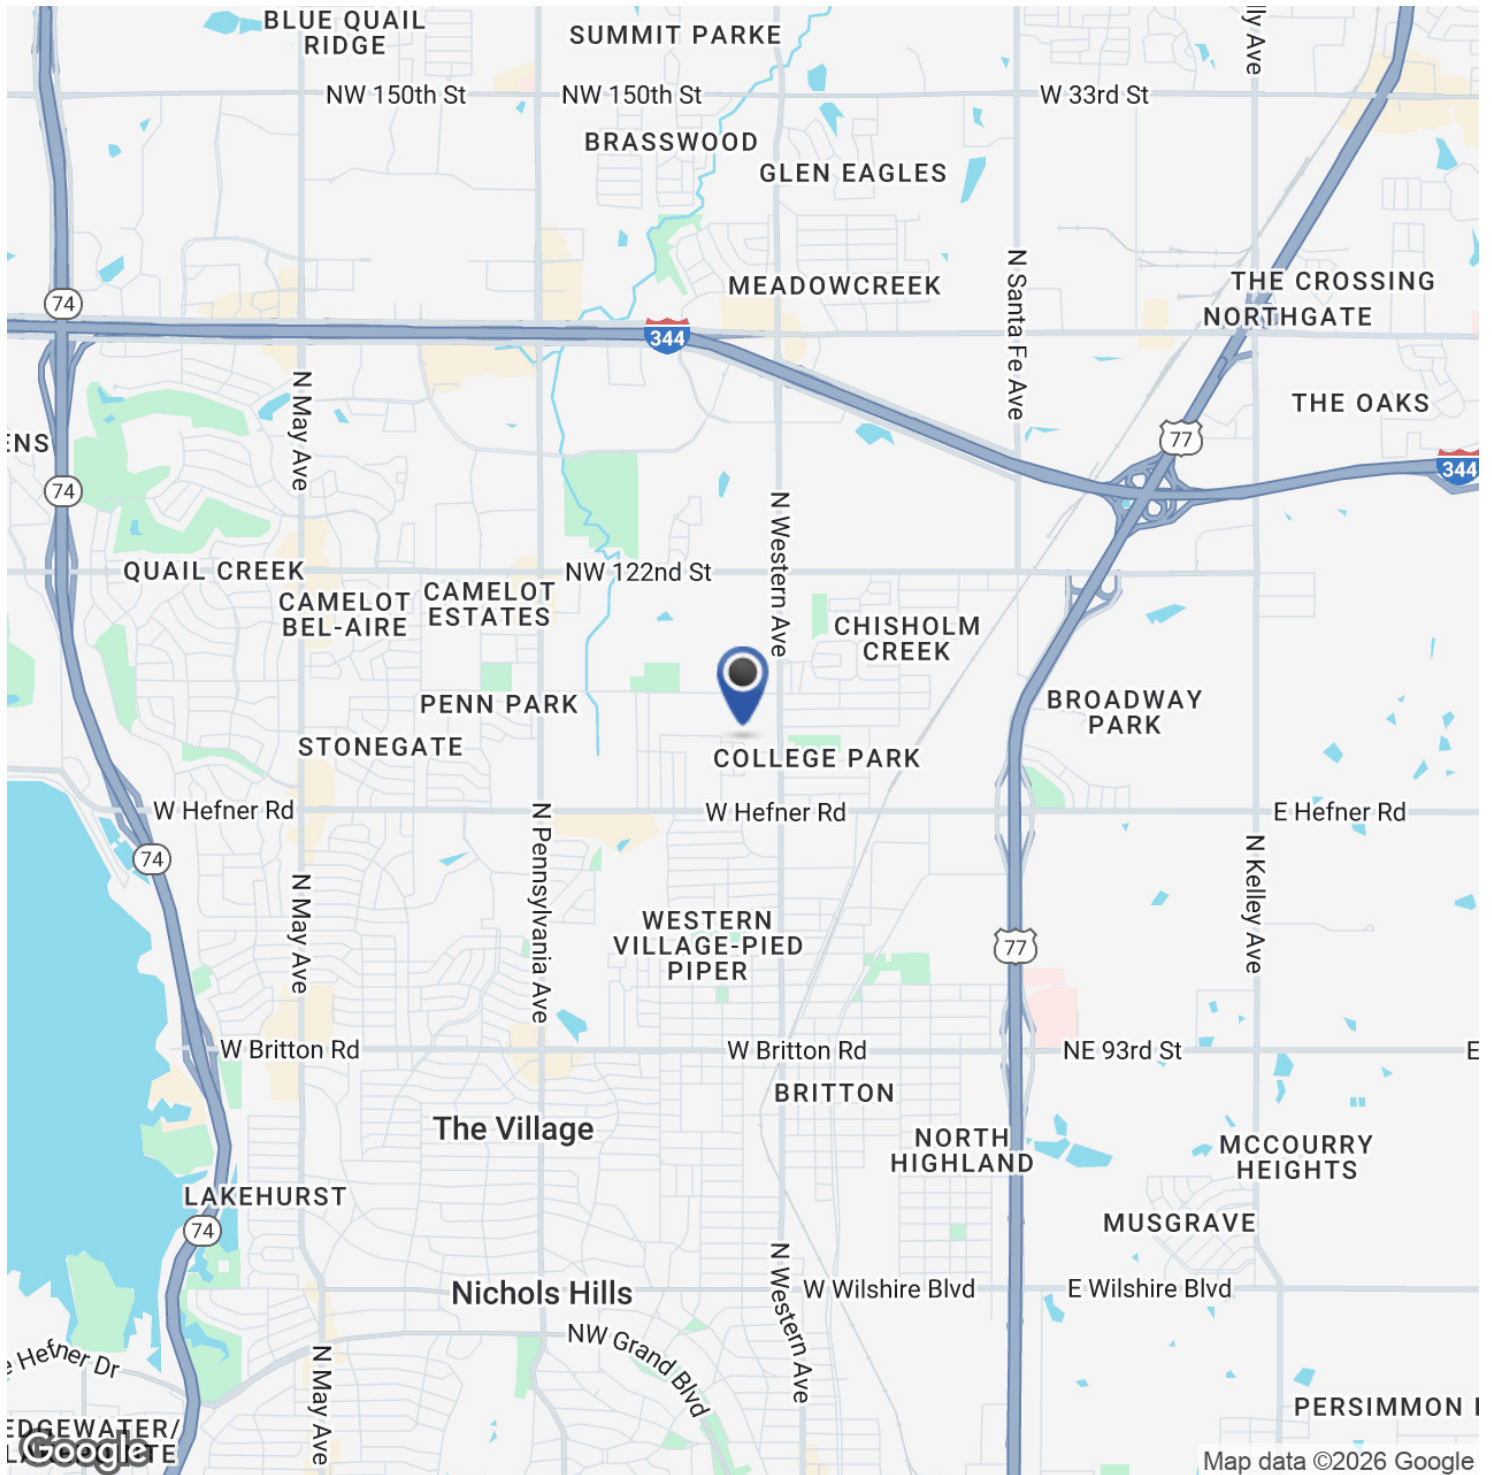 BLUE QUAIL
RIDGE
SUMMIT PARKE
lly Ave
NW 150th St
NW 150th St
W 33rd St
BRASSWOOD
GLEN EAGLES
N Santa Fe Ave
MEADOWCREEK
THE CROSSING
NORTHGATE
74
344
N May Ave
THE OAKS
ENS
77
344
74
N Western Ave
QUAIL CREEK
NW 122nd St
CAMELOT
BEL-AIRE
CAMELOT
ESTATES
CHISHOLM
CREEK
PENN PARK
BROADWAY
PARK
STONEGATE
COLLEGE PARK
W Hefner Rd
N Pennsylvania Ave
W Hefner Rd
E Hefner Rd
74
N May Ave
N Kelley Ave
WESTERN
VILLAGE-PIED
PIPER
77
W Britton Rd
W Britton Rd
NE 93rd St
E
BRITTON
The Village
NORTH
HIGHLAND
MCCOURRY
HEIGHTS
LAKEHURST
74
MUSGRAVE
N Western Ave
Nichols Hills
W Wilshire Blvd
E Wilshire Blvd
NW Grand Blvd
e Hefner Dr
N May Ave
PERSIMMON
EDGEWATER/
Google
Map data ©2026 Google